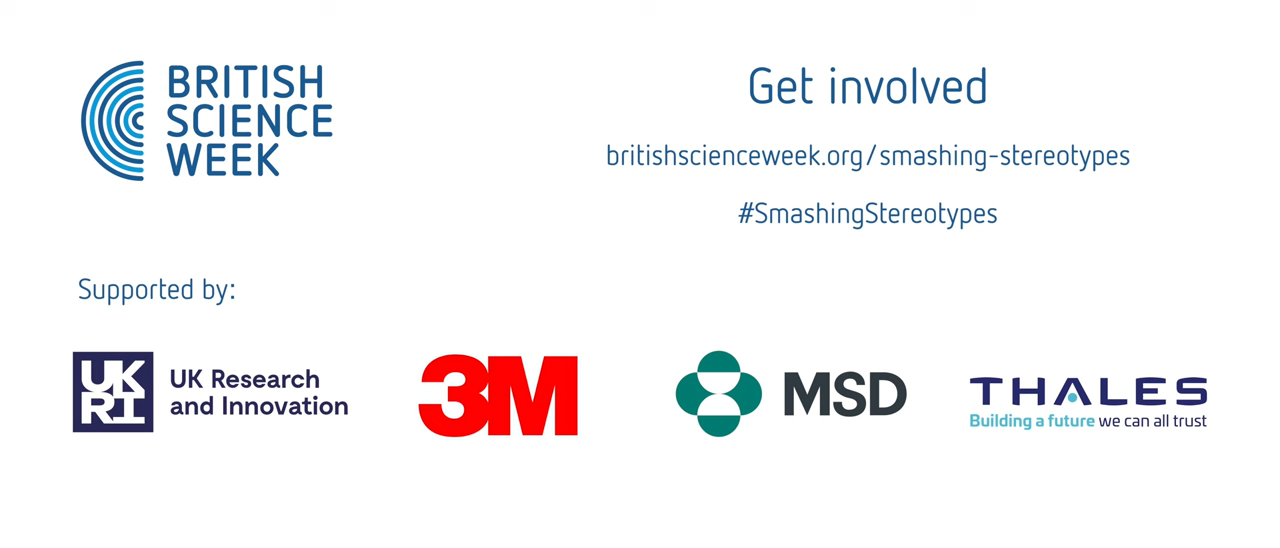 BRITISH
SCIENCE
WEEK
Get involved
britishscienceweek.org/smashing-stereotypes
#SmashingStereotypes
Supported by:
UK
RI
UK Research
and Innovation
3M
MSD
THALES
Building a future we can all trust